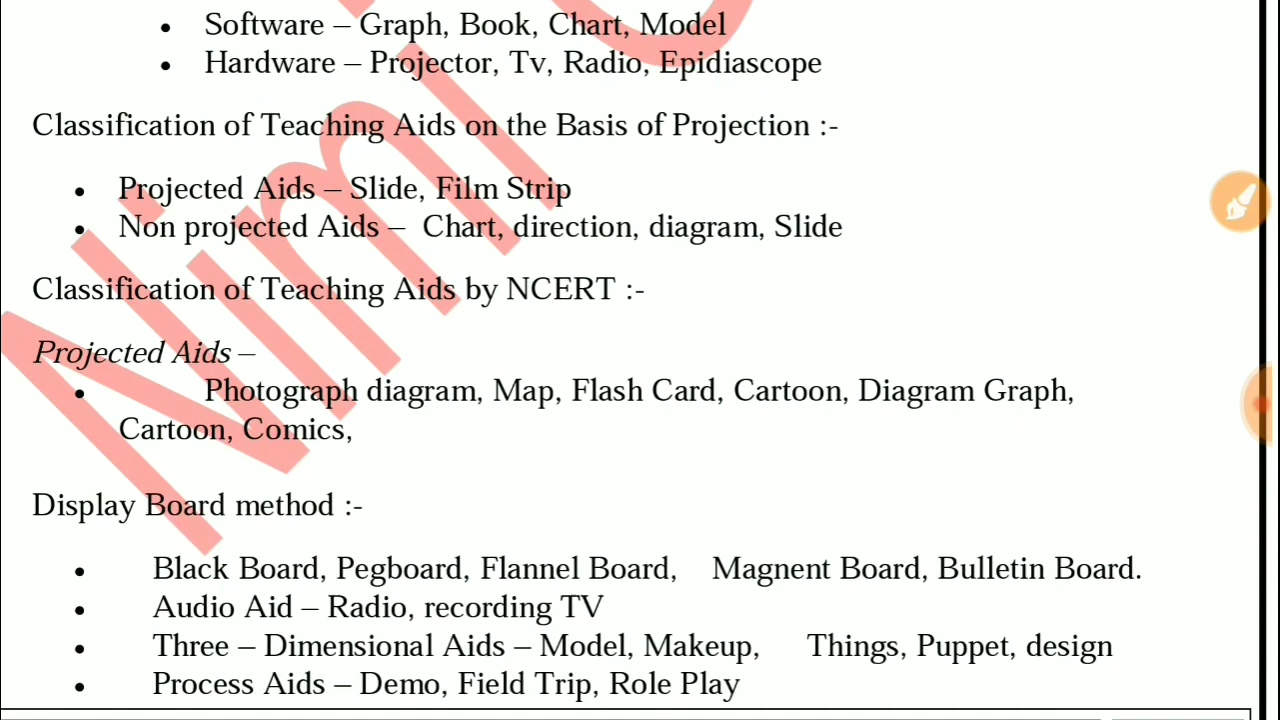 • Software – Graph, Book, Chart, Model
• Hardware – Projector, Tv, Radio, Epidiascope
Classification of Teaching Aids on the Basis of Projection :-
• Projected Aids – Slide, Film Strip
• Non projected Aids – Chart, direction, diagram, Slide
Classification of Teaching Aids by NCERT :-
Projected Aids –
• Photograph diagram, Map, Flash Card, Cartoon, Diagram Graph,
Cartoon, Comics,
Display Board method :-
• Black Board, Pegboard, Flannel Board, Magnent Board, Bulletin Board.
• Audio Aid – Radio, recording TV
• Three – Dimensional Aids – Model, Makeup, Things, Puppet, design
• Process Aids – Demo, Field Trip, Role Play
Nimi